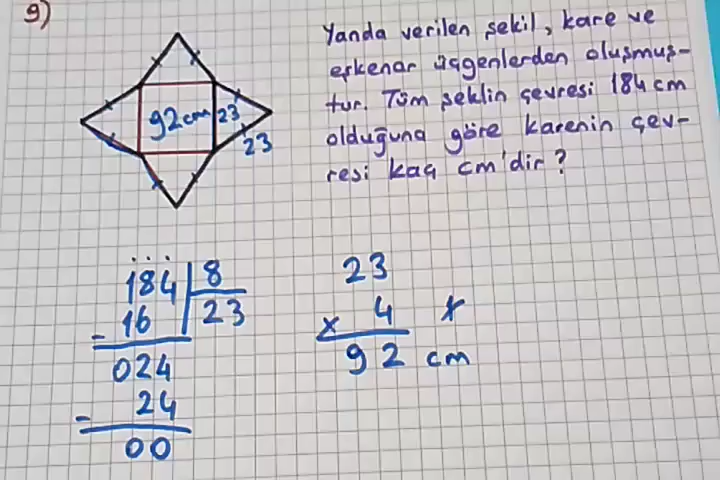 9)
Yanda verilen şekil, kare ve
eşkenar üçgenlerden oluşmuş-
tur. Tüm şeklin çevresi 184 cm
olduğuna göre karenin çev-
resi kaç cm'dir?
92cm
23
23
184 8
- 16 23
024
- 24
00
23
x 4
92 cm